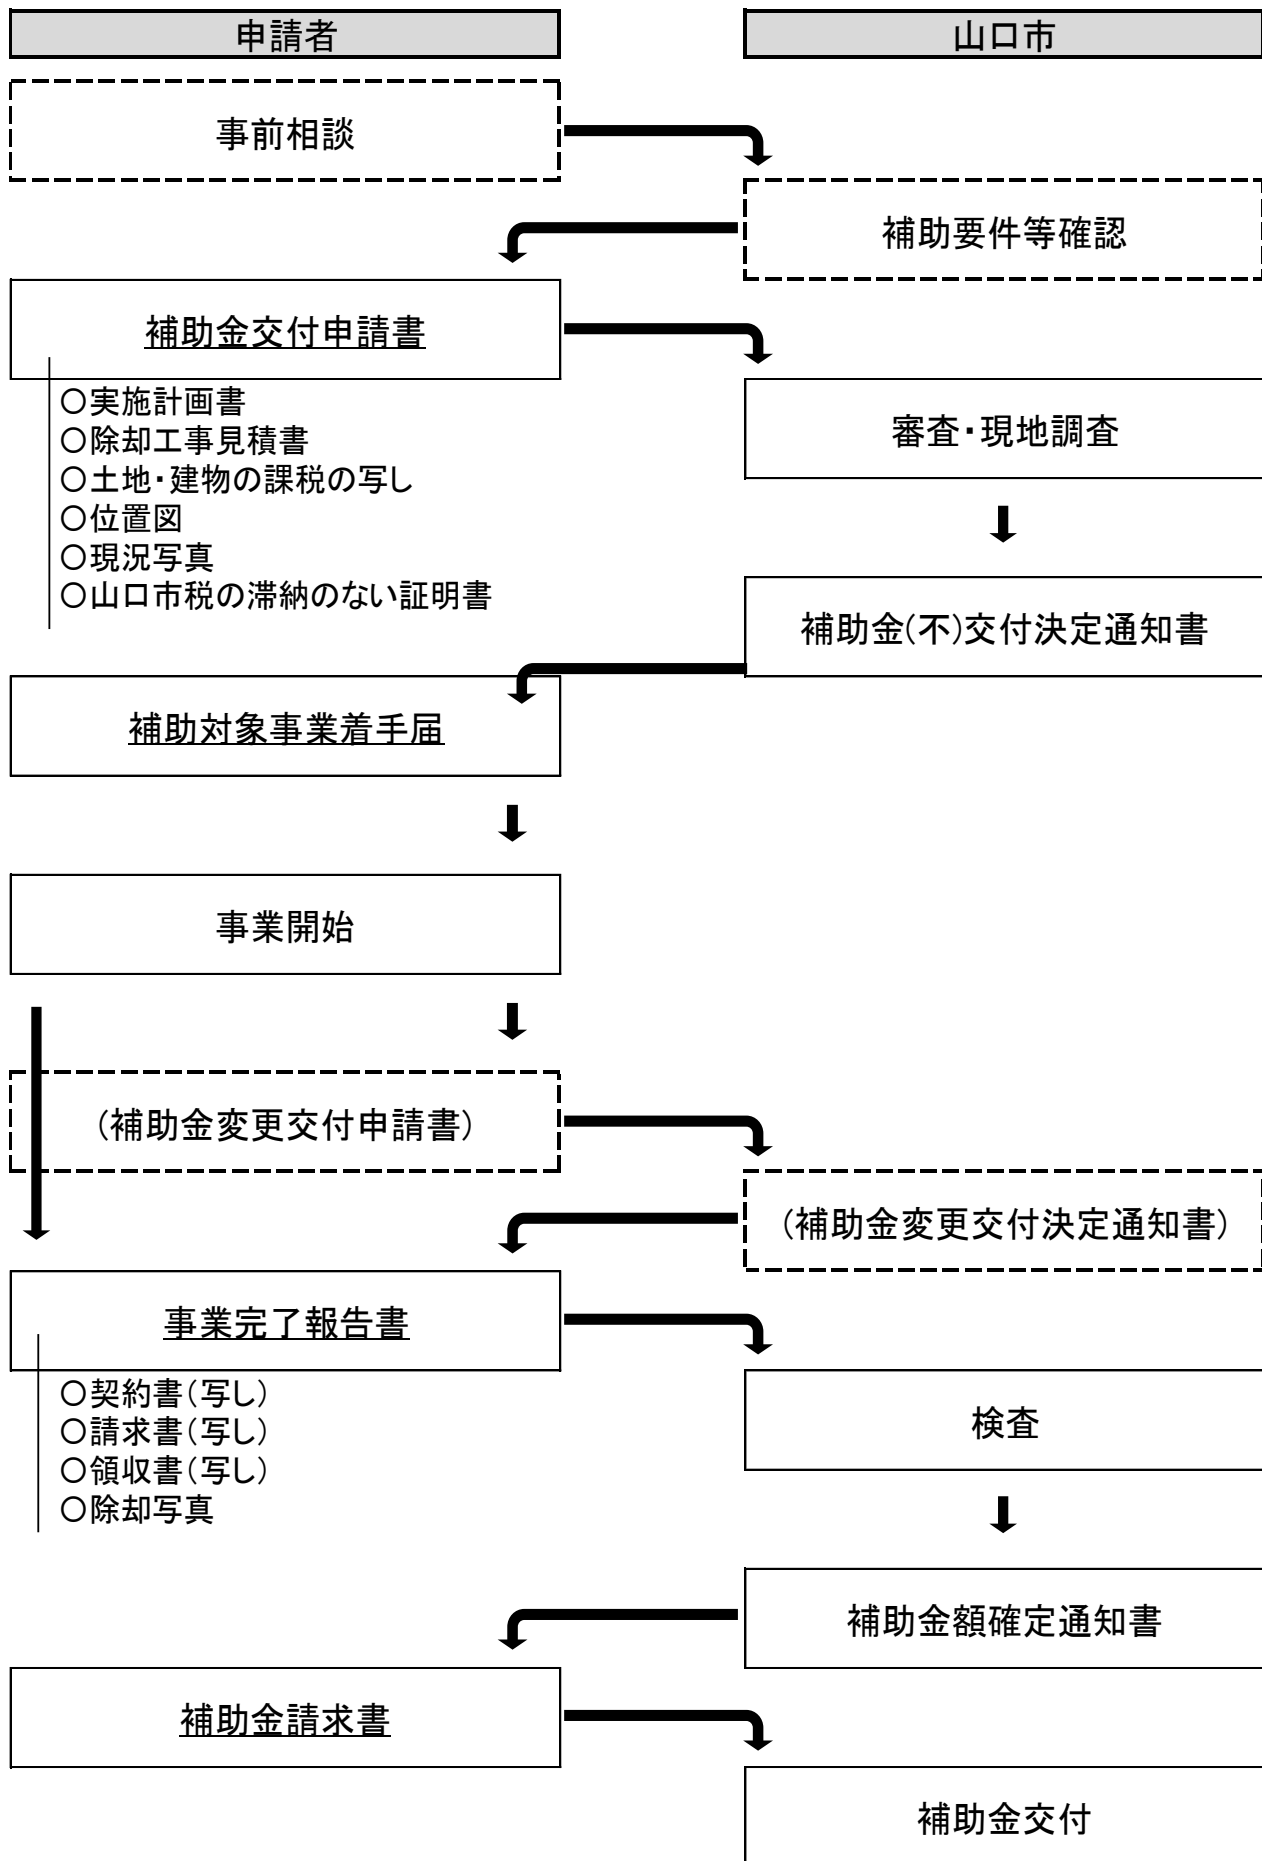 申請者
山口市
事前相談
補助要件等確認
補助金交付申請書
○実施計画書
○除却工事見積書
○土地・建物の課税の写し
○位置図
○現況写真
○山口市税の滞納のない証明書
審査・現地調査
補助金(不)交付決定通知書
補助対象事業着手届
事業開始
(補助金変更交付申請書)
(補助金変更交付決定通知書)
事業完了報告書
○契約書(写し)
○請求書(写し)
○領収書(写し)
○除却写真
検査
補助金額確定通知書
補助金請求書
補助金交付